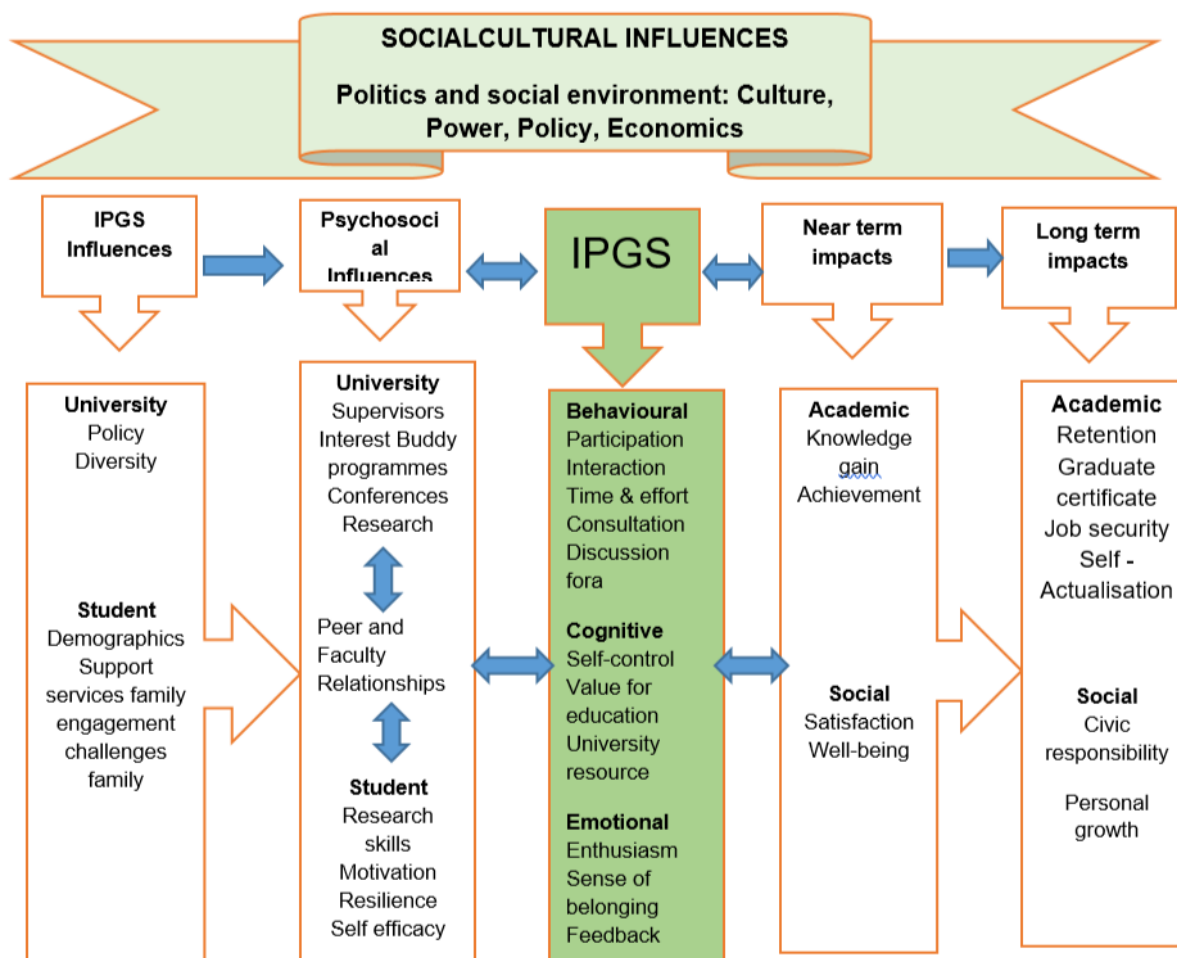 SOCIALCULTURAL INFLUENCES
Politics and social environment: Culture,
Power, Policy, Economics
IPGS
Influences
Psychosoci
al
Influences
IPGS
Near term
impacts
Long term
impacts
University
Policy
Diversity
Student
Demographics
Support
services family
engagement
challenges
family
University
Supervisors
Interest Buddy
programmes
Conferences
Research
Peer and
Faculty
Relationships
Student
Research
skills
Motivation
Resilience
Self efficacy
Behavioural
Participation
Interaction
Time & effort
Consultation
Discussion
fora
Cognitive
Self-control
Value for
education
University
resource
Emotional
Enthusiasm
Sense of
belonging
Feedback
Academic
Knowledge
gain
Achievement
Social
Satisfaction
Well-being
Academic
Retention
Graduate
certificate
Job security
Self -
Actualisation
Social
Civic
responsibility
Personal
growth